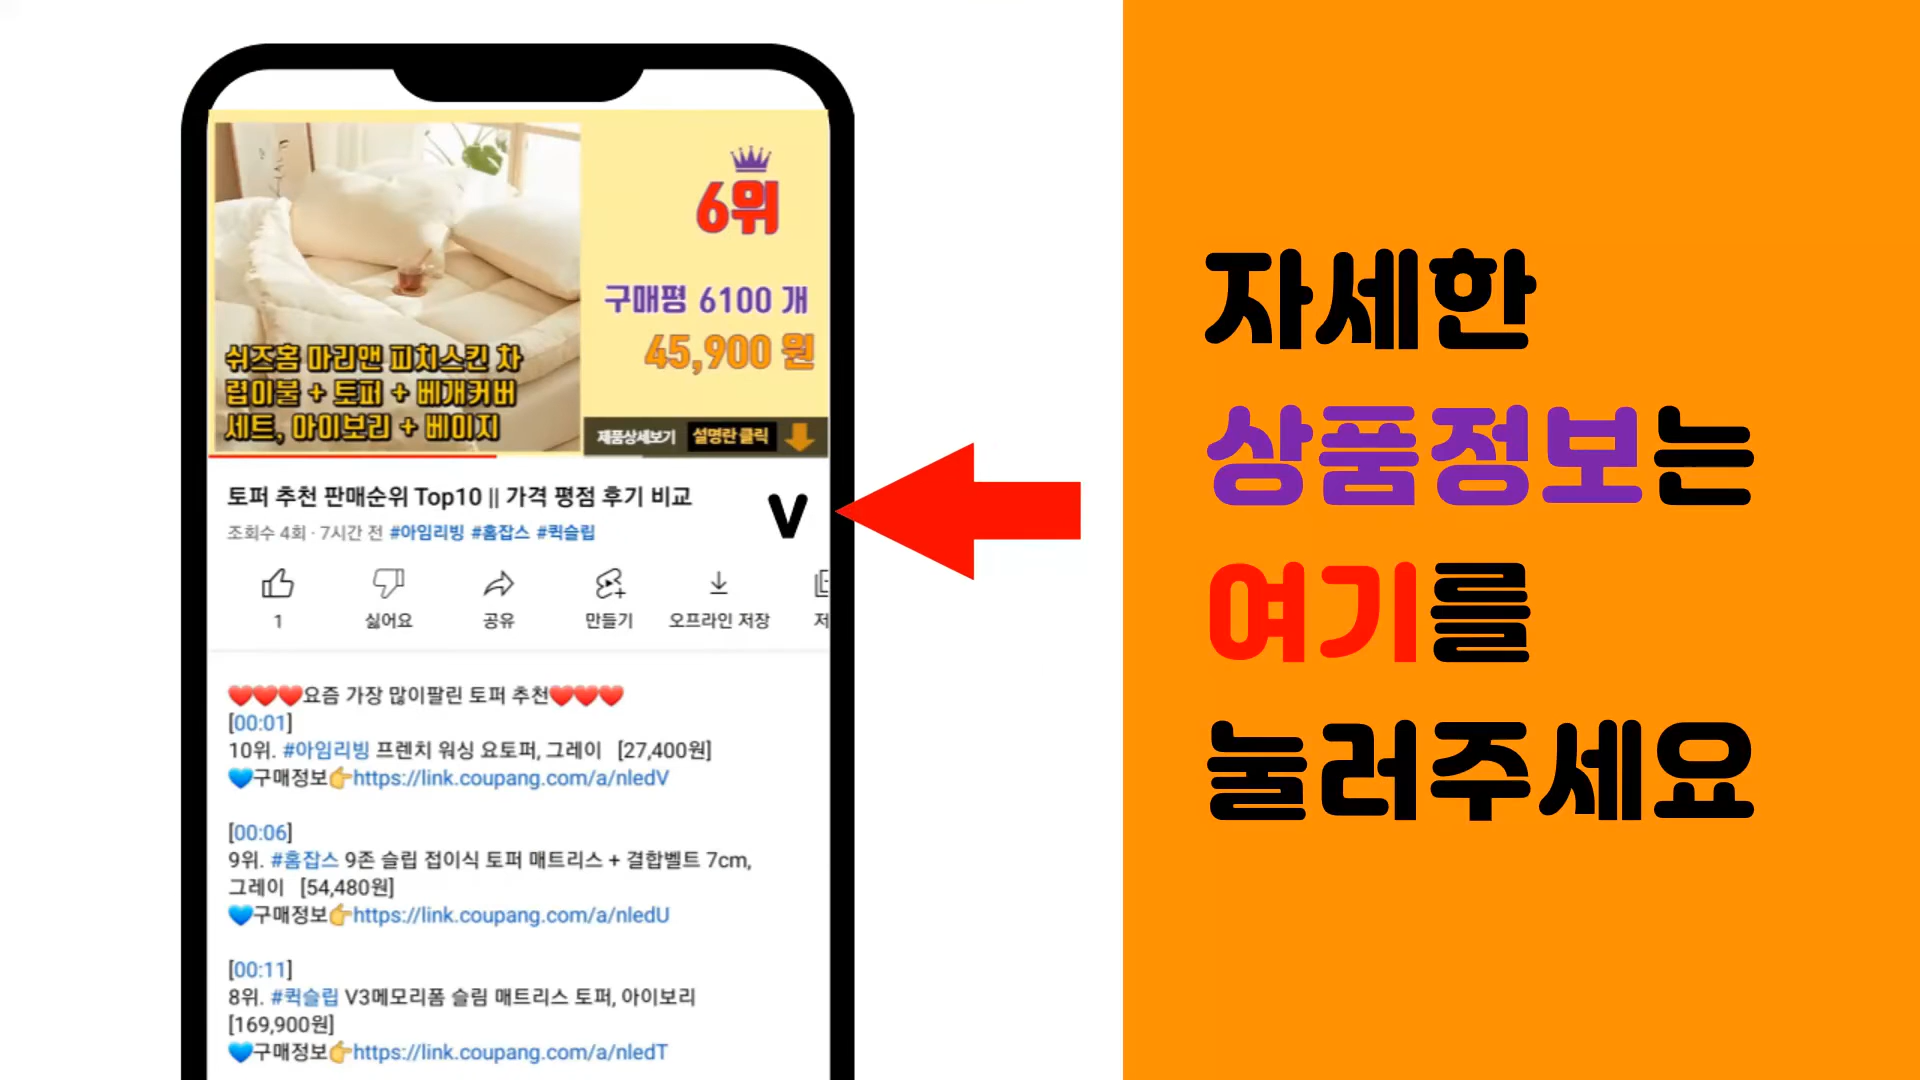 6위
구매평 6100 개
45,900 원
쉬즈홈 마리앤 피치스킨 차
렵이불 + 토퍼 + 베개커버
세트, 아이보리 + 베이지
제품상세보기 설명란 클릭
토퍼 추천 판매순위 Top10 || 가격 평점 후기 비교
V
조회수 4회 · 7시간 전 #아임리빙 #홈잡스 #퀵슬립
1 싫어요 공유 만들기 오프라인 저장 저
❤❤❤요즘 가장 많이팔린 토퍼 추천❤❤❤
[00:01]
10위. #아임리빙 프렌치 워싱 요토퍼, 그레이 [27,400원]
💙구매정보👉https://link.coupang.com/a/nledV
[00:06]
9위. #홈잡스 9존 슬립 접이식 토퍼 매트리스 + 결합벨트 7cm,
그레이 [54,480원]
💙구매정보👉https://link.coupang.com/a/nledU
[00:11]
8위. #퀵슬립 V3메모리폼 슬림 매트리스 토퍼, 아이보리
[169,900원]
💙구매정보👉https://link.coupang.com/a/nledT
자세한
상품정보는
여기를
눌러주세요